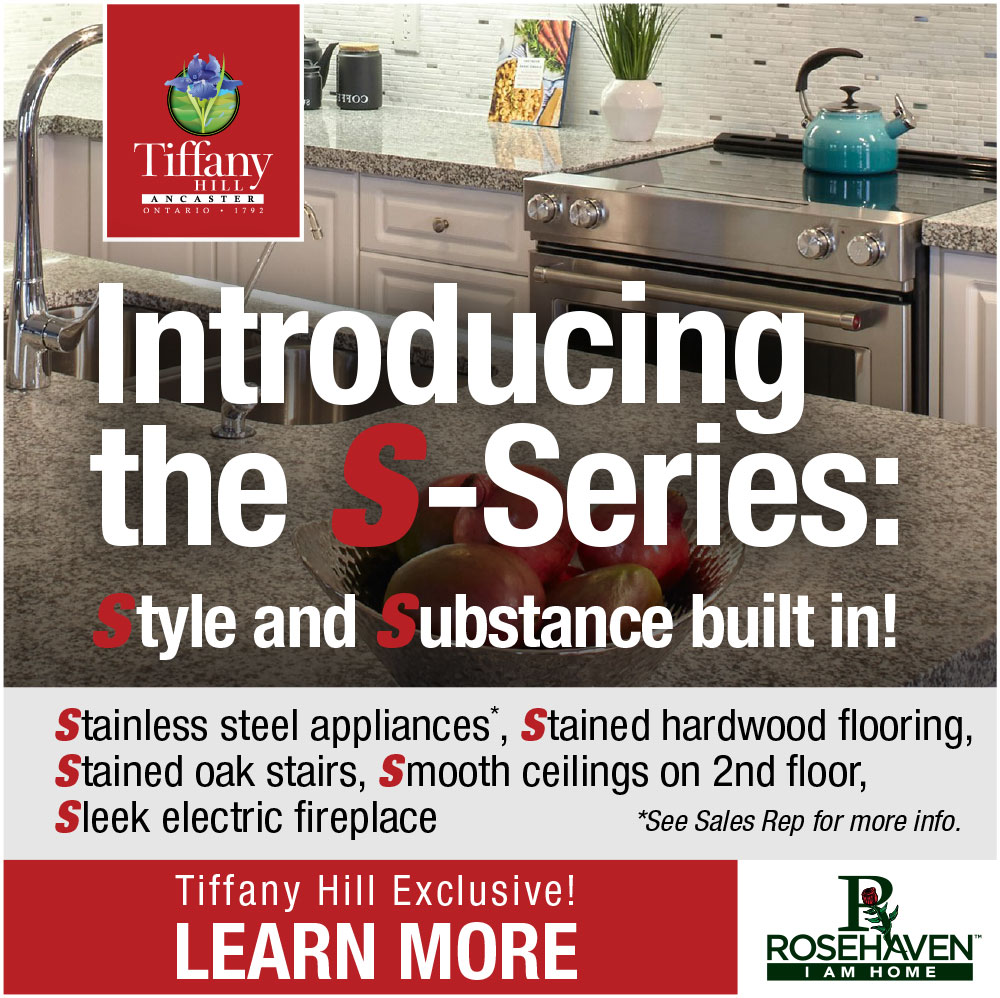 Tiffany
HILL
ANCASTER
ONTARIO • 1792
COFFEE
Introducing
the S-Series:
Style and Substance built in!
Stainless steel appliances*, Stained hardwood flooring,
Stained oak stairs, Smooth ceilings on 2nd floor,
Sleek electric fireplace
*See Sales Rep for more info.
Tiffany Hill Exclusive!
LEARN MORE
R
ROSEHAVEN™
I AM HOME